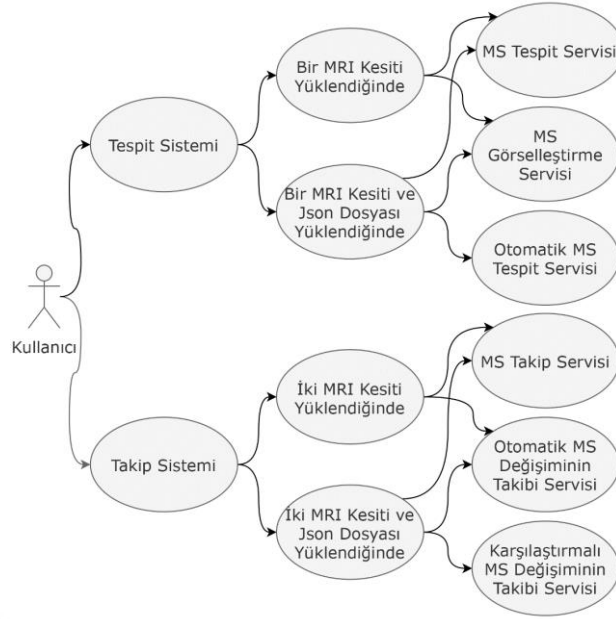 Kullanıcı
Tespit Sistemi
Bir MRI Kesiti
Yüklendiğinde
Bir MRI Kesiti ve
Json Dosyası
Yüklendiğinde
MS Tespit Servisi
MS
Görselleştirme
Servisi
Otomatik MS
Tespit Servisi
Takip Sistemi
İki MRI Kesiti
Yüklendiğinde
İki MRI Kesiti ve
Json Dosyası
Yüklendiğinde
MS Takip Servisi
Otomatik MS
Değişiminin
Takibi Servisi
Karşılaştırmalı
MS Değişiminin
Takibi Servisi